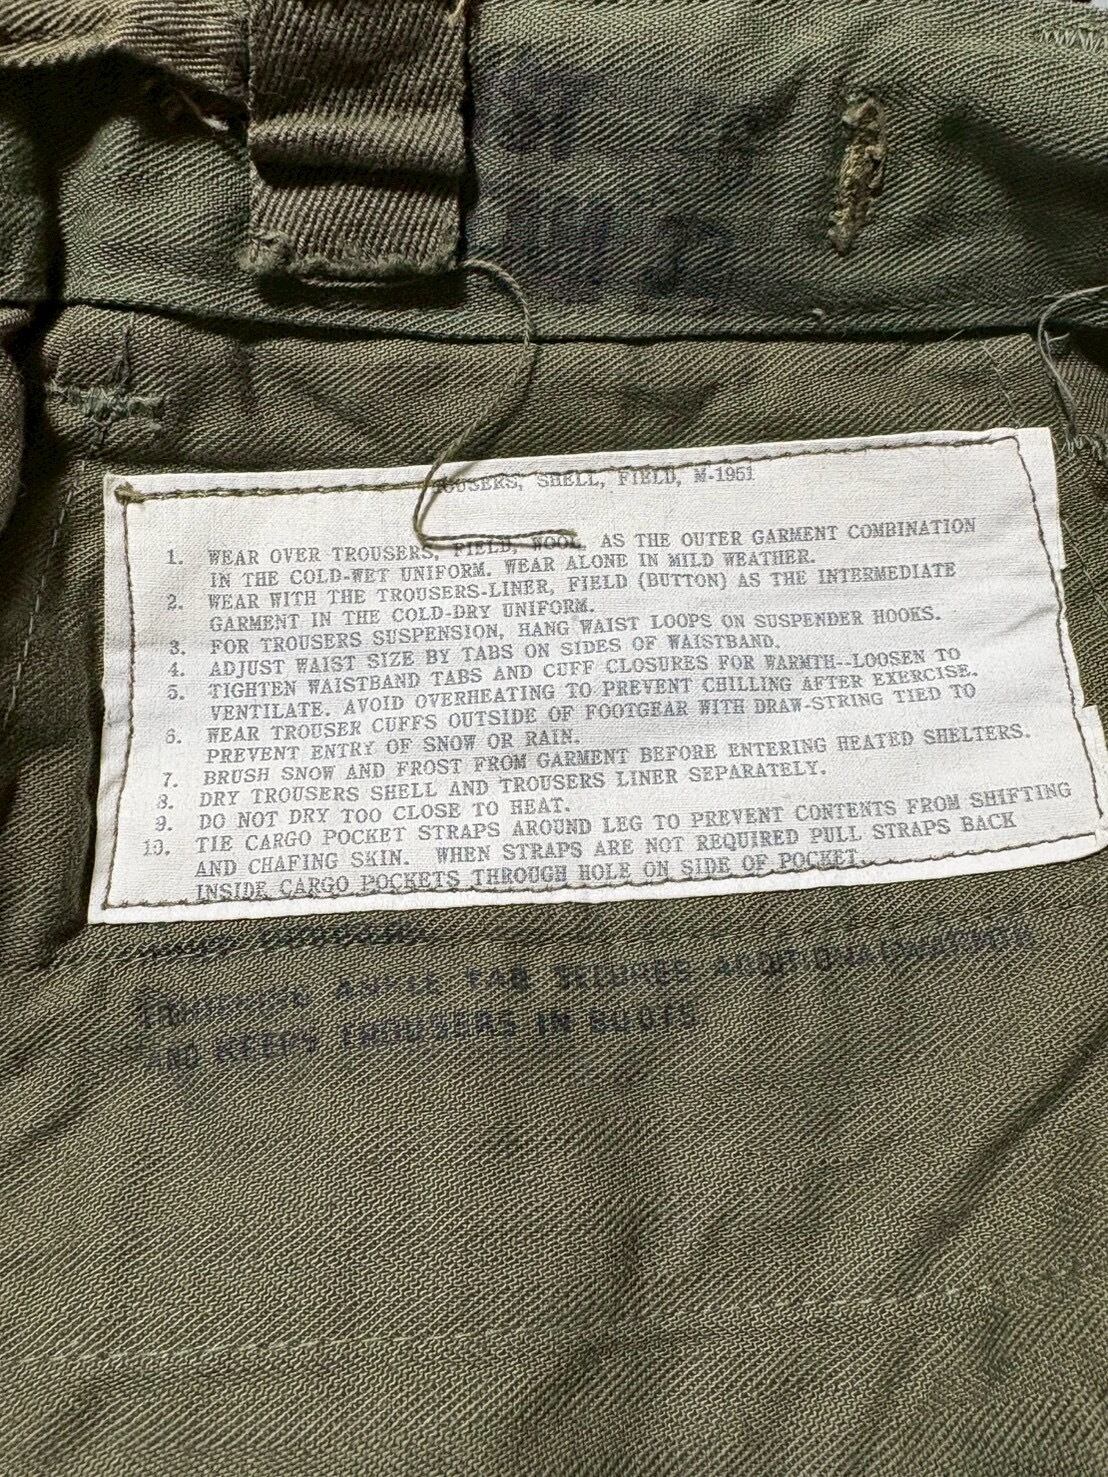 TROUSERS, SHELL, FIELD, M-1951
1. WEAR OVER TROUSERS, FIELD, WOOL, AS THE OUTER GARMENT COMBINATION
IN THE COLD-WET UNIFORM. WEAR ALONE IN MILD WEATHER.
2. WEAR WITH THE TROUSERS-LINER, FIELD (BUTTON) AS THE INTERMEDIATE
GARMENT IN THE COLD-DRY UNIFORM.
3. FOR TROUSERS SUSPENSION, HANG WAIST LOOPS ON SUSPENDER HOOKS.
4. ADJUST WAIST SIZE BY TABS ON SIDES OF WAISTBAND.
5. TIGHTEN WAISTBAND TABS AND CUFF CLOSURES FOR WARMTH--LOOSEN TO
VENTILATE. AVOID OVERHEATING TO PREVENT CHILLING AFTER EXERCISE.
6. WEAR TROUSER CUFFS OUTSIDE OF FOOTGEAR WITH DRAW-STRING TIED TO
PREVENT ENTRY OF SNOW OR RAIN.
7. BRUSH SNOW AND FROST FROM GARMENT BEFORE ENTERING HEATED SHELTERS.
8. DRY TROUSERS SHELL AND TROUSERS LINER SEPARATELY.
9. DO NOT DRY TOO CLOSE TO HEAT.
10. TIE CARGO POCKET STRAPS AROUND LEG TO PREVENT CONTENTS FROM SHIFTING
AND CHAFING SKIN. WHEN STRAPS ARE NOT REQUIRED PULL STRAPS BACK
INSIDE CARGO POCKETS THROUGH HOLE ON SIDE OF POCKET.
ANKLE TAB SECURES ADDITIONAL WARMTH
AND KEEPS TROUSERS IN BOOTS